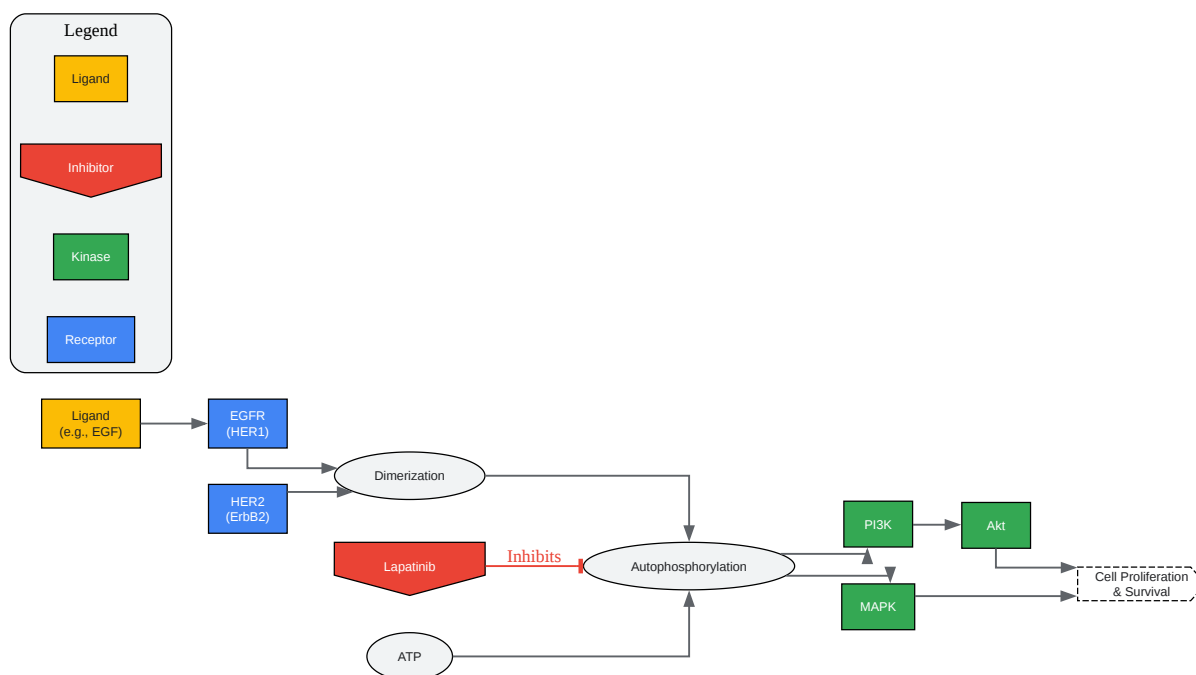 Legend
Ligand
Inhibitor
Kinase
Receptor
Ligand
(e.g., EGF)
EGFR
(HER1)
Dimerization
HER2
(ErbB2)
PI3K
Akt
Lapatinib
Inhibits
Autophosphorylation
Cell Proliferation
& Survival
MAPK
ATP